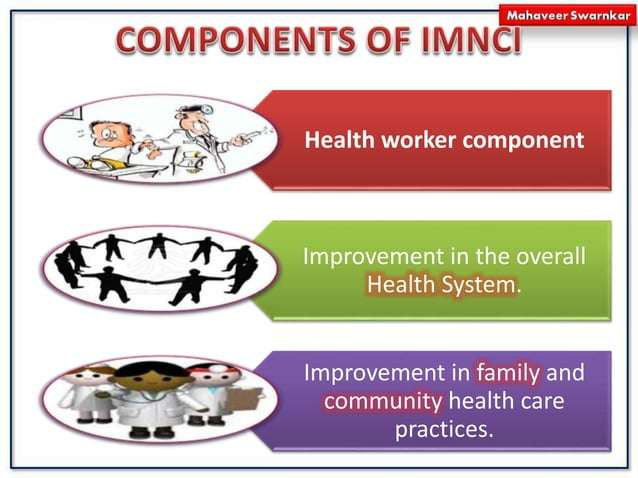 Mahaveer Swarnkar
COMPONENTS OF IMNCI
Health worker component
Improvement in the overall
Health System.
Improvement in family and
community health care
practices.